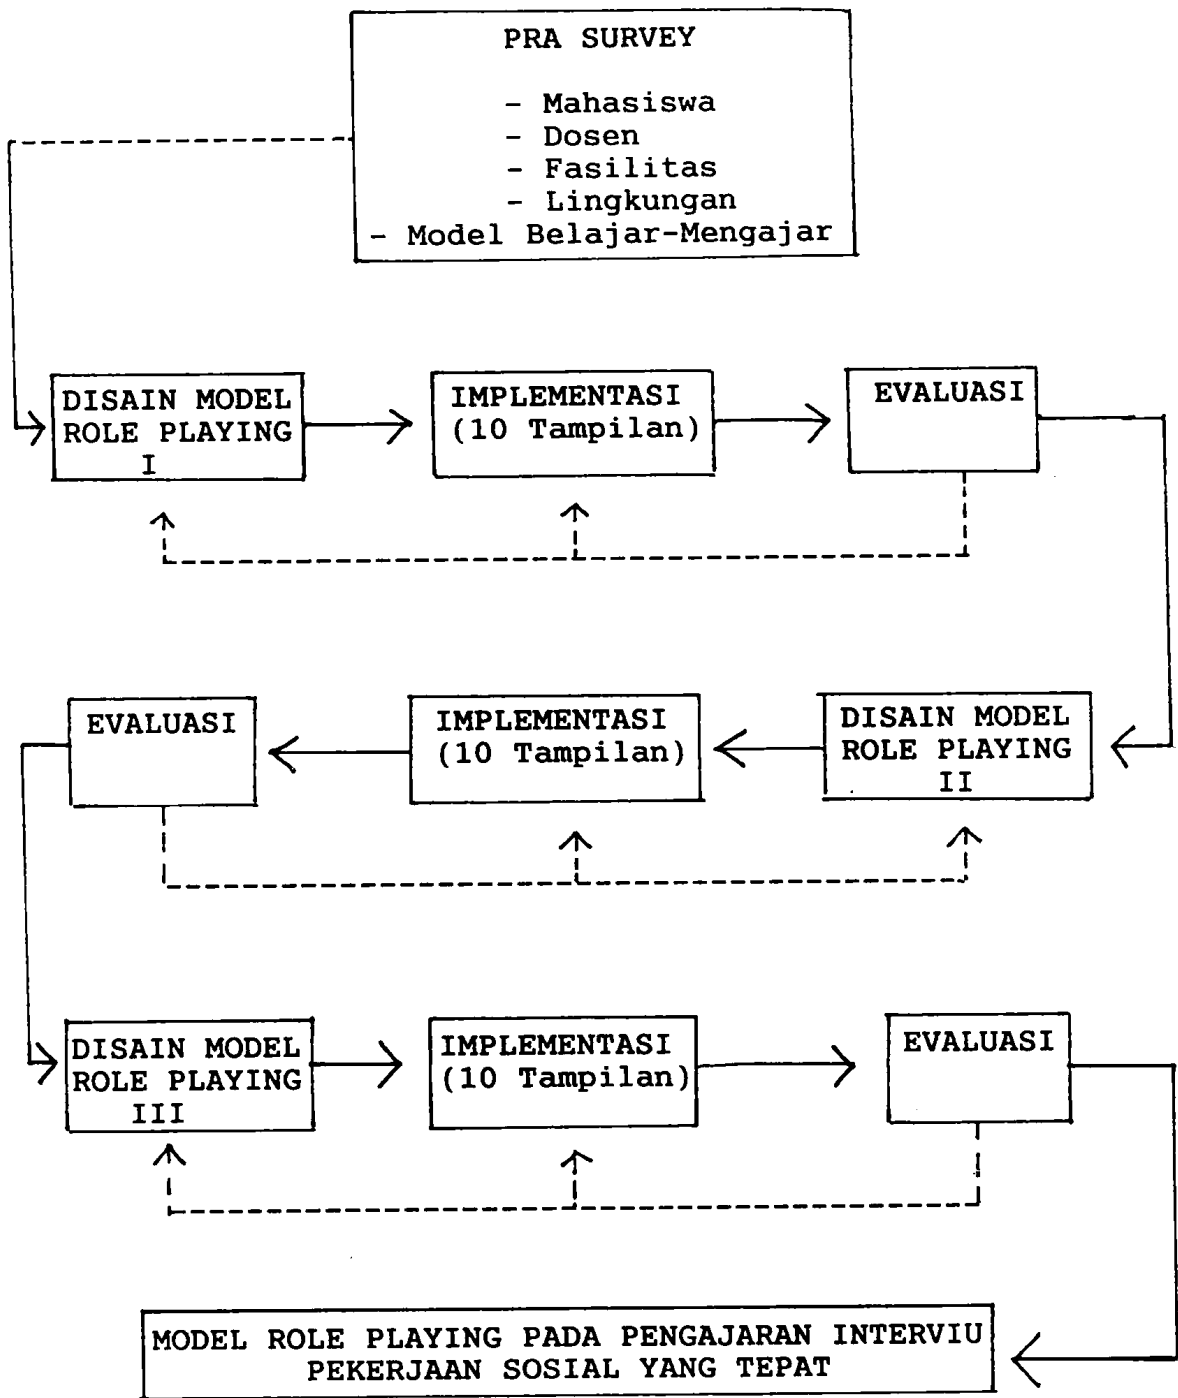 PRA SURVEY
- Mahasiswa
- Dosen
- Fasilitas
- Lingkungan
- Model Belajar-Mengajar
DISAIN MODEL
ROLE PLAYING
I
IMPLEMENTASI
(10 Tampilan)
EVALUASI
EVALUASI
IMPLEMENTASI
(10 Tampilan)
DISAIN MODEL
ROLE PLAYING
II
DISAIN MODEL
ROLE PLAYING
III
IMPLEMENTASI
(10 Tampilan)
EVALUASI
MODEL ROLE PLAYING PADA PENGAJARAN INTERVIU
PEKERJAAN SOSIAL YANG TEPAT